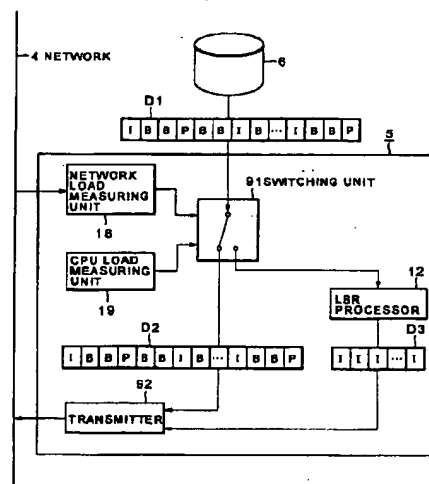 4 NETWORK
6
D1
I B B P B B I B ... I B B P
5
NETWORK
LOAD
MEASURING
UNIT
18
91 SWITCHING UNIT
CPU LOAD
MEASURING
UNIT
19
12
LBR
PROCESSOR
D2
I B B P B B I B ... I B B P
D3
I I I ... I
92
TRANSMITTER